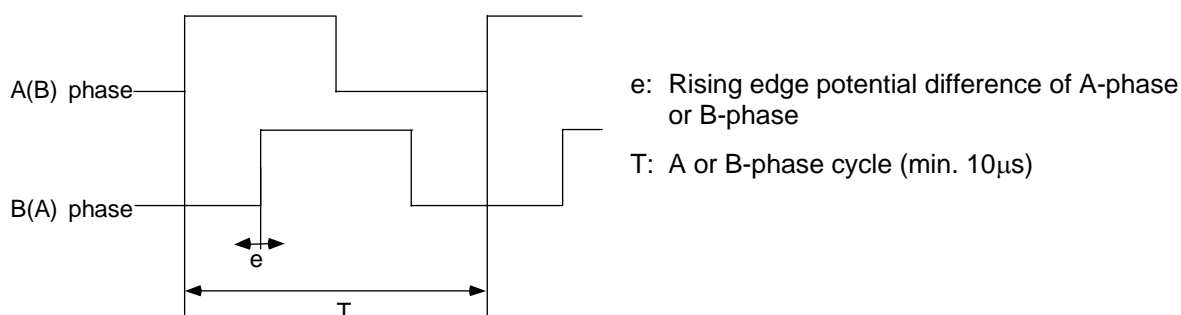 A(B) phase
B(A) phase
e
T
e: Rising edge potential difference of A-phase
or B-phase
T: A or B-phase cycle (min. 10μs)